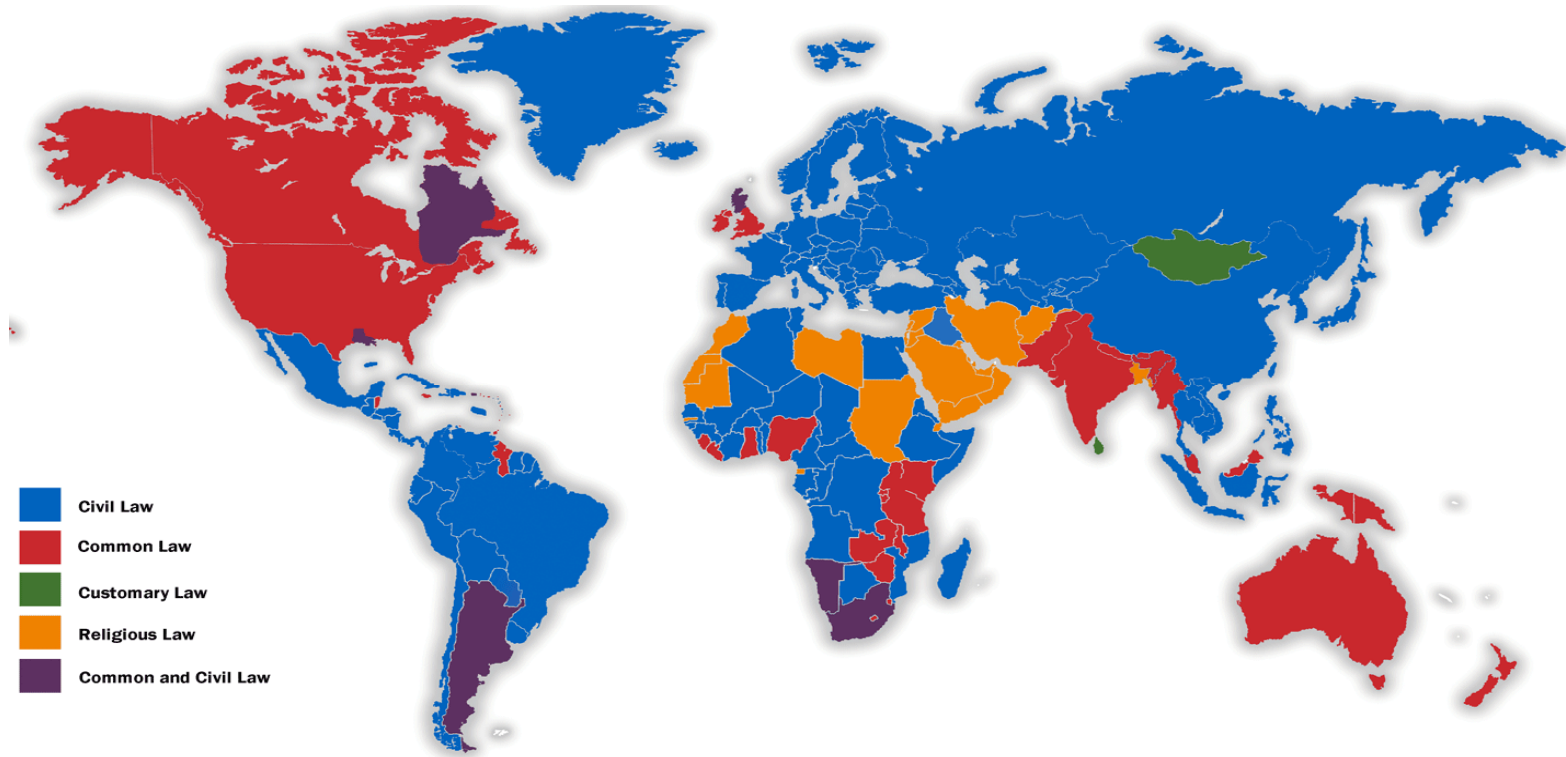 Civil Law
Common Law
Customary Law
Religious Law
Common and Civil Law